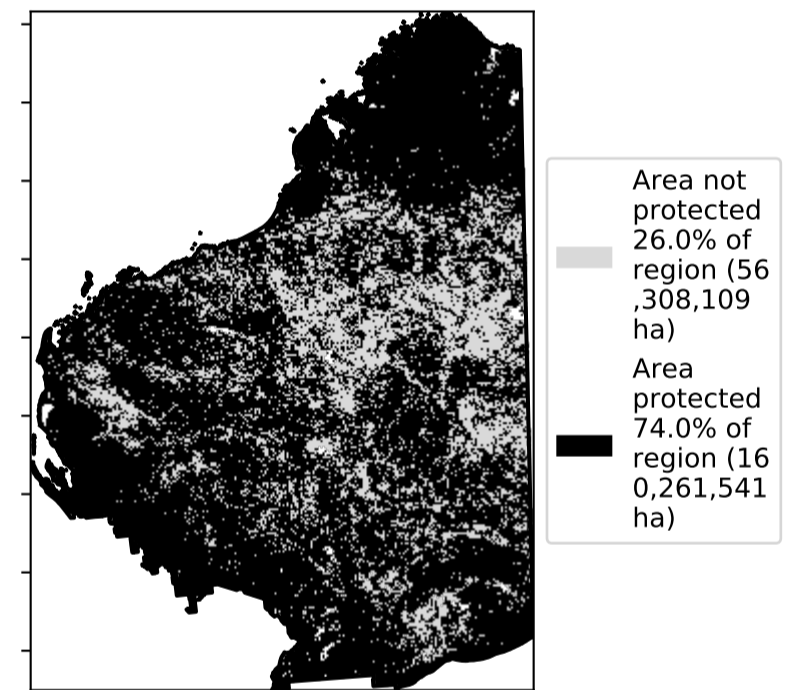 Area not
protected
26.0% of
region (56
,308,109
ha)
Area
protected
74.0% of
region (16
0,261,541
ha)